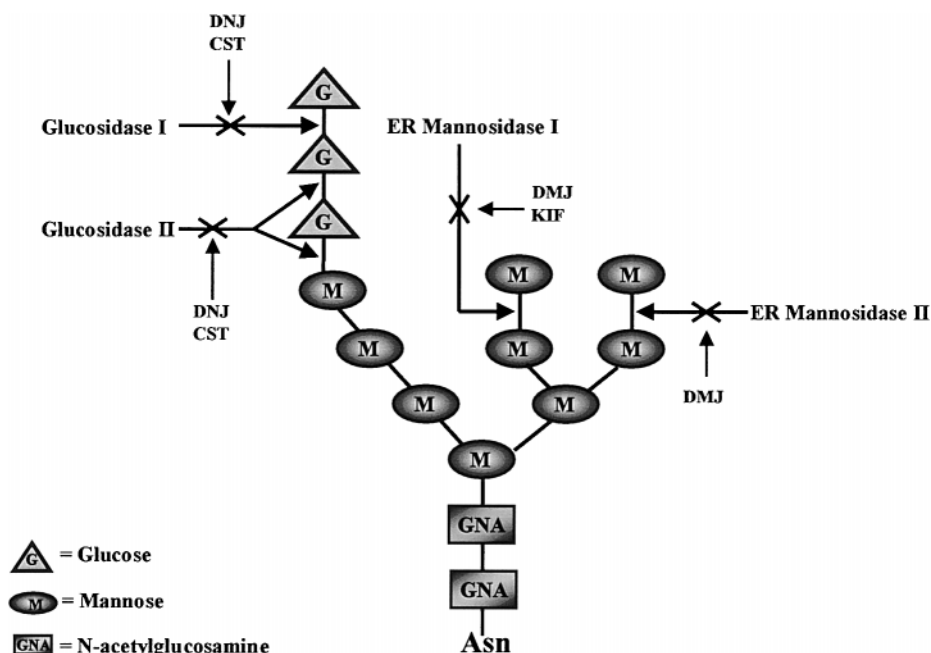 DNJ
CST
G
Glucosidase I
ER Mannosidase I
G
DMJ
KIF
Glucosidase II
G
M
M
M
DNJ
CST
ER Mannosidase II
M
M
M
DMJ
M
M
M
GNA
G = Glucose
GNA
M = Mannose
GNA = N-acetylglucosamine
Asn